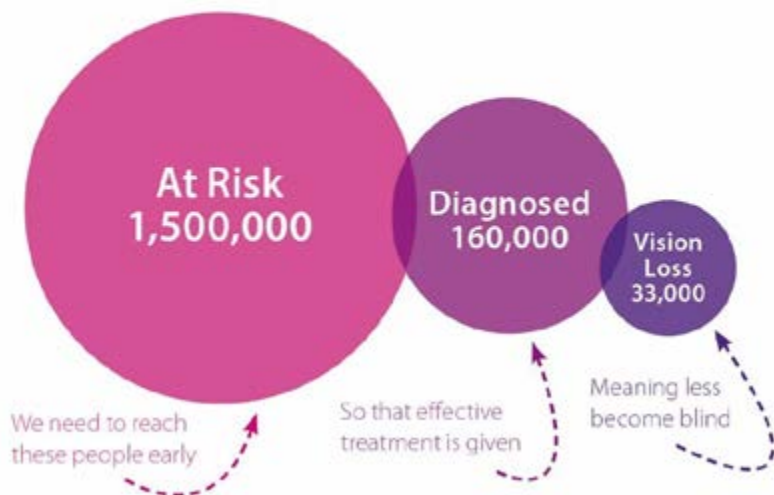 At Risk
1,500,000
Diagnosed
160,000
Vision
Loss
33,000
We need to reach
these people early
So that effective
treatment is given
Meaning less
become blind